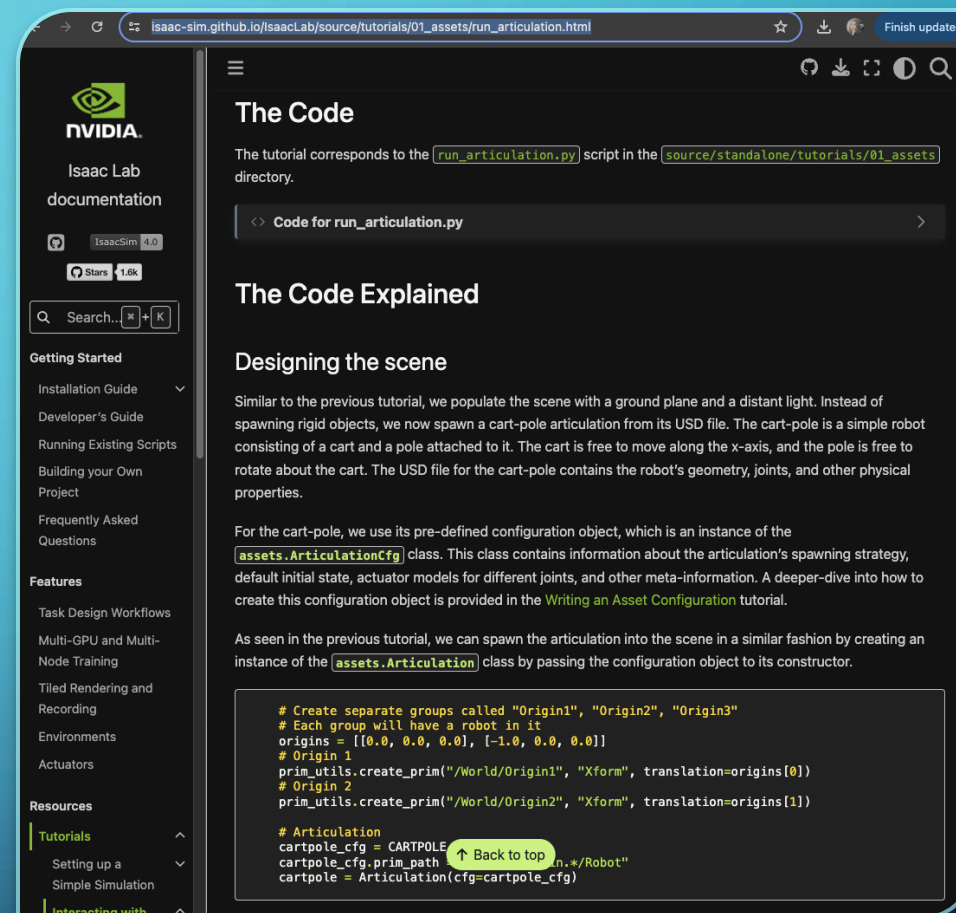 isaac-sim.github.io/IsaacLab/source/tutorials/01_assets/run_articulation.html
Finish update
NVIDIA.
Isaac Lab
documentation
IsaacSim 4.0
Stars 1.6k
Search... ⌘ + K
Getting Started
Installation Guide
Developer's Guide
Running Existing Scripts
Building your Own
Project
Frequently Asked
Questions
Features
Task Design Workflows
Multi-GPU and Multi-
Node Training
Tiled Rendering and
Recording
Environments
Actuators
Resources
Tutorials
Setting up a
Simple Simulation
Interacting with
The Code
The tutorial corresponds to the run_articulation.py script in the source/standalone/tutorials/01_assets
directory.
<> Code for run_articulation.py
The Code Explained
Designing the scene
Similar to the previous tutorial, we populate the scene with a ground plane and a distant light. Instead of
spawning rigid objects, we now spawn a cart-pole articulation from its USD file. The cart-pole is a simple robot
consisting of a cart and a pole attached to it. The cart is free to move along the x-axis, and the pole is free to
rotate about the cart. The USD file for the cart-pole contains the robot's geometry, joints, and other physical
properties.
For the cart-pole, we use its pre-defined configuration object, which is an instance of the
assets.ArticulationCfg class. This class contains information about the articulation's spawning strategy,
default initial state, actuator models for different joints, and other meta-information. A deeper-dive into how to
create this configuration object is provided in the Writing an Asset Configuration tutorial.
As seen in the previous tutorial, we can spawn the articulation into the scene in a similar fashion by creating an
instance of the assets.Articulation class by passing the configuration object to its constructor.
# Create separate groups called "Origin1", "Origin2", "Origin3"
# Each group will have a robot in it
origins = [[0.0, 0.0, 0.0], [-1.0, 0.0, 0.0]]
# Origin 1
prim_utils.create_prim("/World/Origin1", "Xform", translation=origins[0])
# Origin 2
prim_utils.create_prim("/World/Origin2", "Xform", translation=origins[1])
# Articulation
cartpole_cfg = CARTPOLE
cartpole_cfg.prim_path in.*/Robot"
cartpole = Articulation(cfg=cartpole_cfg)
↑ Back to top